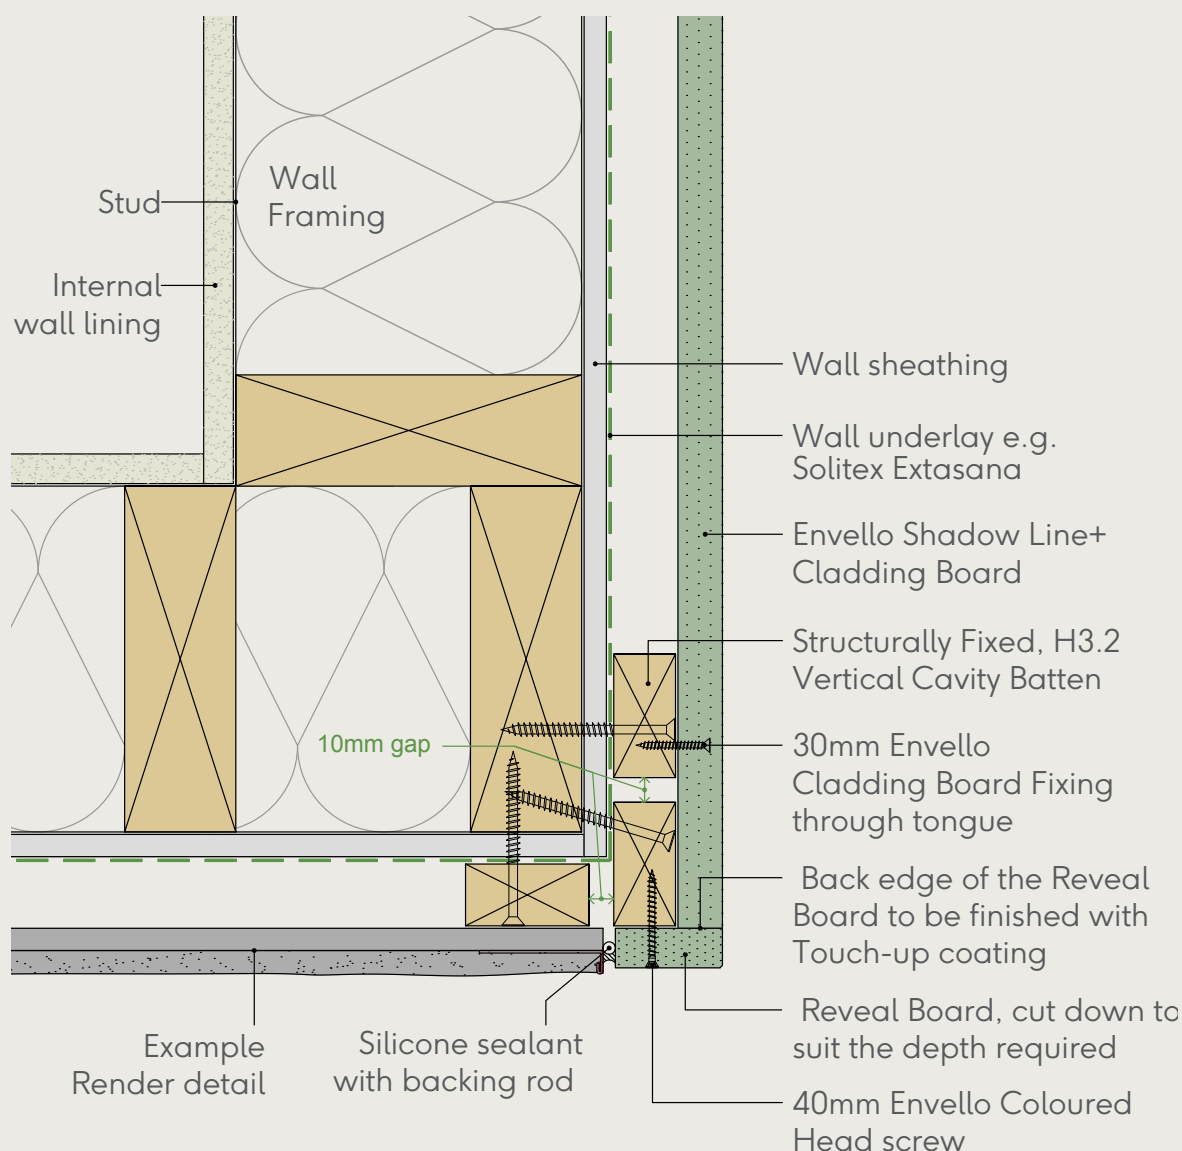 Wall
Framing
Stud
Internal
wall lining
Wall sheathing
Wall underlay e.g.
Solitex Extasana
Envello Shadow Line+
Cladding Board
Structurally Fixed, H3.2
Vertical Cavity Batten
10mm gap
30mm Envello
Cladding Board Fixing
through tongue
Back edge of the Reveal
Board to be finished with
Touch-up coating
Reveal Board, cut down to
suit the depth required
Example
Render detail
Silicone sealant
with backing rod
40mm Envello Coloured
Head screw